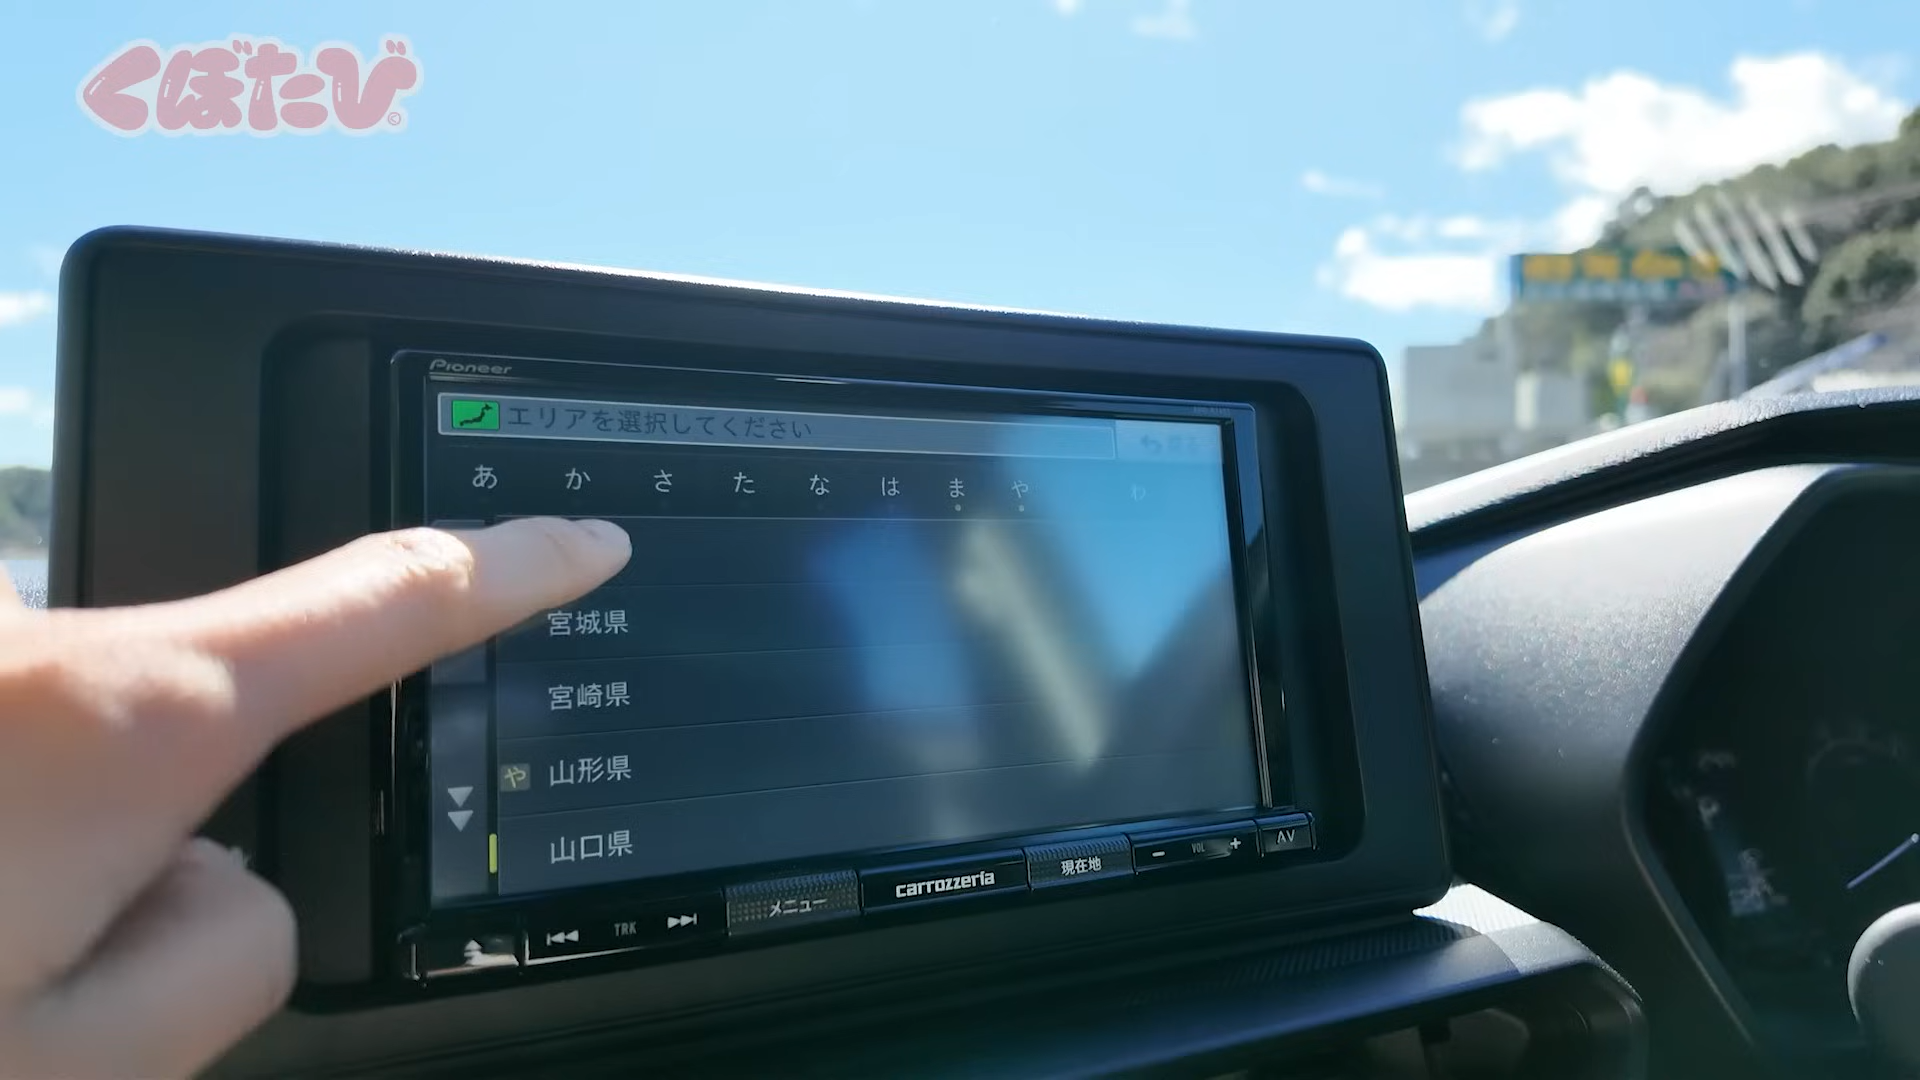 くぼたび©
Pioneer
エリアを選択してください 戻る
あ か さ た な は ま や わ
宮城県
宮崎県
や 山形県
山口県
TRK メニュー carrozzeria 現在地 − VOL + AV